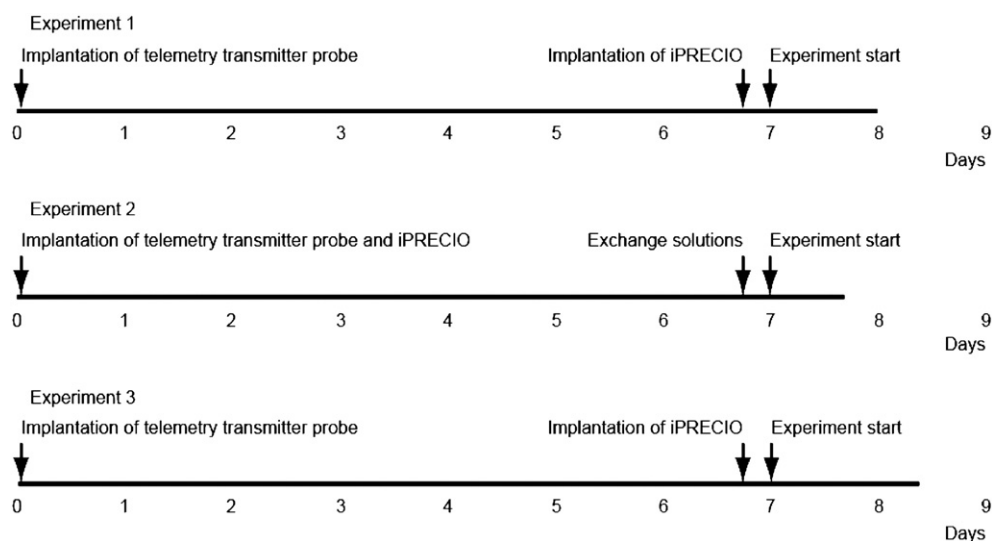 Experiment 1
Implantation of telemetry transmitter probe Implantation of iPRECIO Experiment start
0 1 2 3 4 5 6 7 8 9
Days
Experiment 2
Implantation of telemetry transmitter probe and iPRECIO Exchange solutions Experiment start
0 1 2 3 4 5 6 7 8 9
Days
Experiment 3
Implantation of telemetry transmitter probe Implantation of iPRECIO Experiment start
0 1 2 3 4 5 6 7 8 9
Days